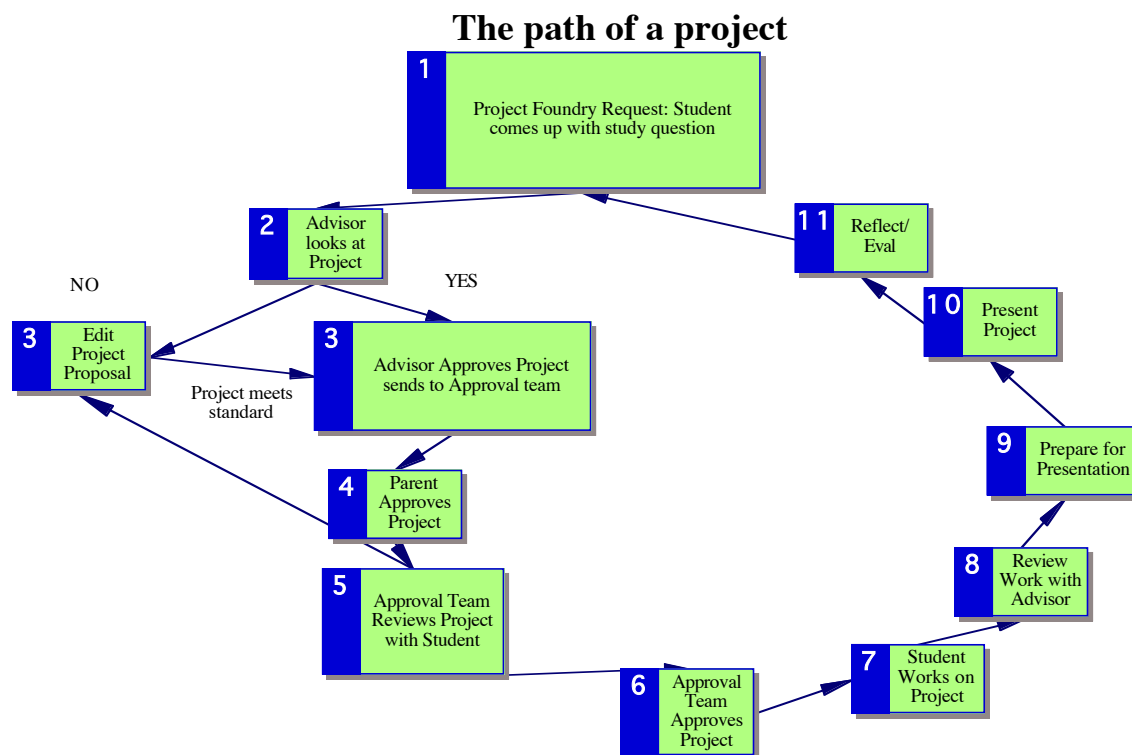 The path of a project
1
Project Foundry Request: Student
comes up with study question
2
Advisor
looks at
Project
NO
YES
3
Edit
Project
Proposal
Project meets
standard
3
Advisor Approves Project
sends to Approval team
4
Parent
Approves
Project
5
Approval Team
Reviews Project
with Student
6
Approval
Team
Approves
Project
7
Student
Works on
Project
8
Review
Work with
Advisor
9
Prepare for
Presentation
10
Present
Project
11
Reflect/
Eval